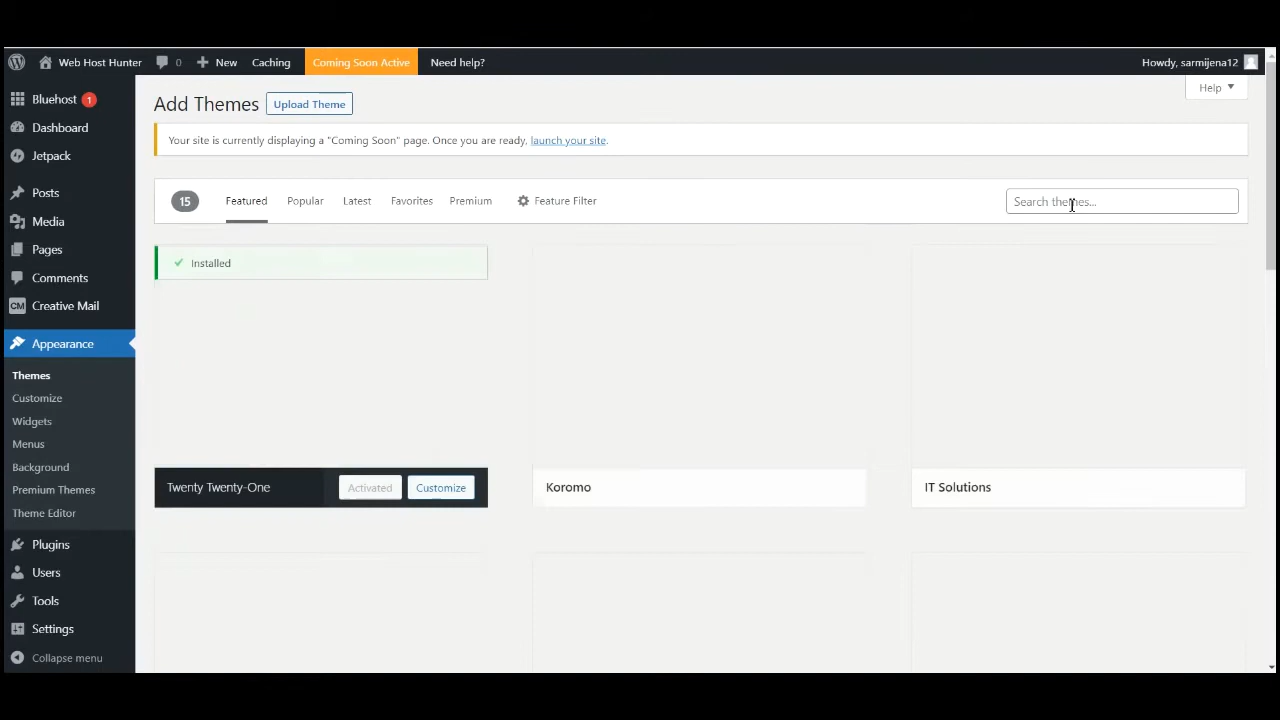 Web Host Hunter 0 New Caching Coming Soon Active Need help? Howdy, sarmijena12
Bluehost 1
Dashboard
Jetpack
Posts
Media
Pages
Comments
CM Creative Mail
Appearance
Themes
Customize
Widgets
Menus
Background
Premium Themes
Theme Editor
Plugins
Users
Tools
Settings
Collapse menu
Help
Add Themes Upload Theme
Your site is currently displaying a "Coming Soon" page. Once you are ready, launch your site.
15 Featured Popular Latest Favorites Premium Feature Filter Search themes...
Installed
Twenty Twenty-One Activated Customize Koromo IT Solutions